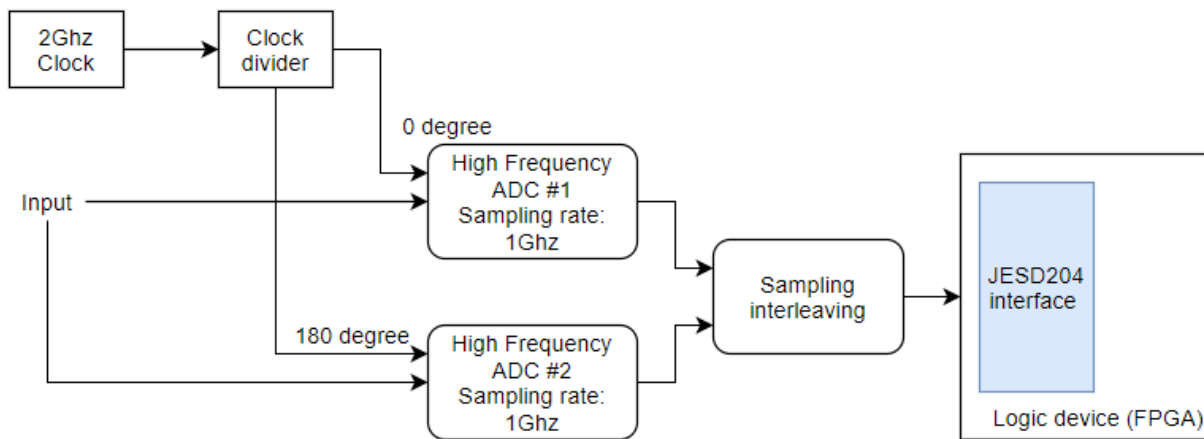 2Ghz
Clock
Clock
divider
0 degree
High Frequency
ADC #1
Sampling rate:
1Ghz
Input
JESD204
interface
Sampling
interleaving
180 degree
High Frequency
ADC #2
Sampling rate:
1Ghz
Logic device (FPGA)